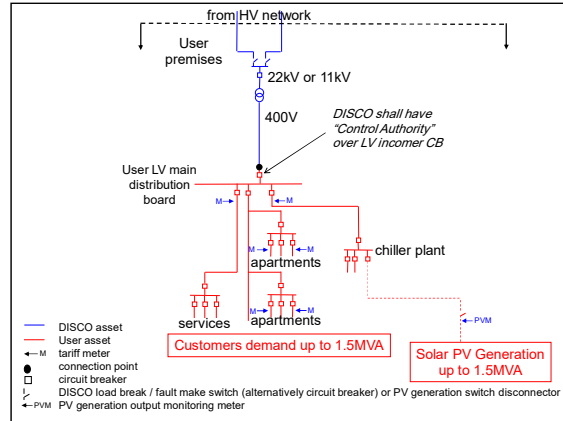 from HV network
User
premises
22kV or 11kV
400V
DISCO shall have
“Control Authority”
over LV incomer CB
User LV main
distribution
board
M
M
M
M
apartments
chiller plant
M
M
services
apartments
PVM
Customers demand up to 1.5MVA
Solar PV Generation
up to 1.5MVA
DISCO asset
User asset
M tariff meter
connection point
circuit breaker
DISCO load break / fault make switch (alternatively circuit breaker) or PV generation switch disconnector
PVM PV generation output monitoring meter